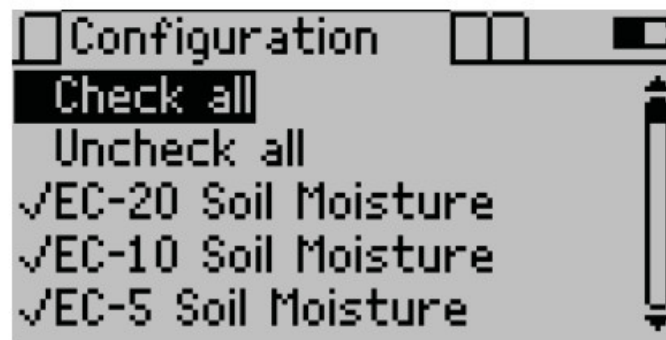 Configuration
Check all
Uncheck all
✓EC-20 Soil Moisture
✓EC-10 Soil Moisture
✓EC-5 Soil Moisture